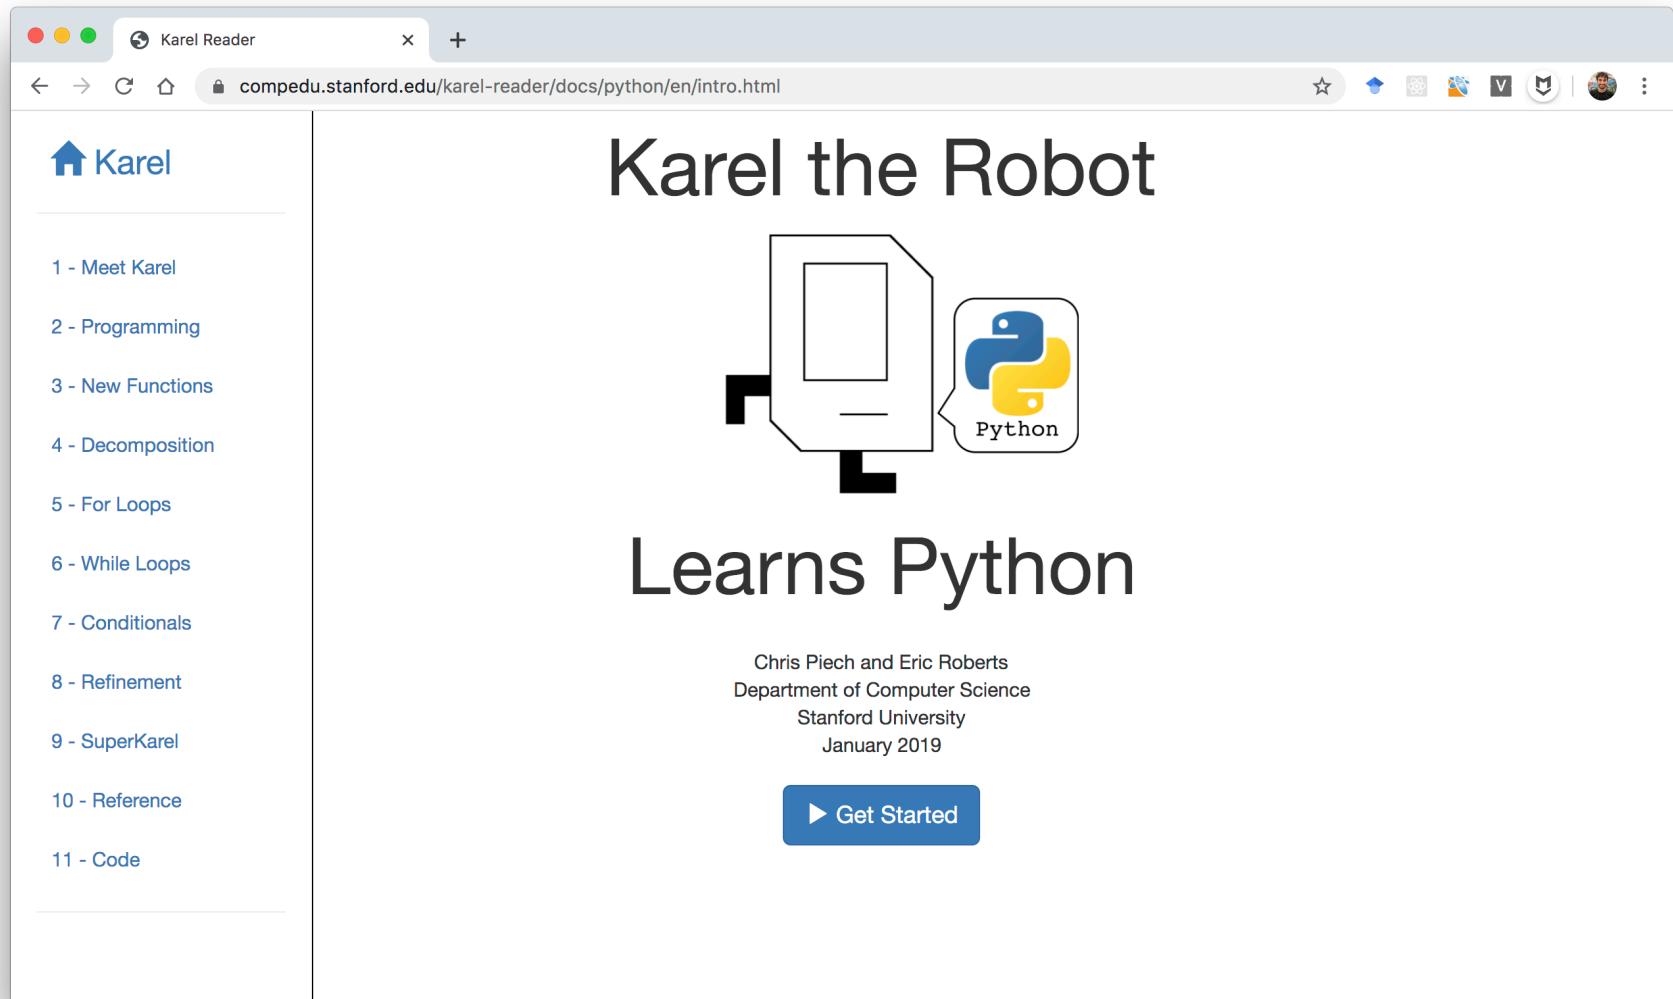 Karel Reader
compedu.stanford.edu/karel-reader/docs/python/en/intro.html
V
Karel
1 - Meet Karel
2 - Programming
3 - New Functions
4 - Decomposition
5 - For Loops
6 - While Loops
7 - Conditionals
8 - Refinement
9 - SuperKarel
10 - Reference
11 - Code
Karel the Robot
Python
Learns Python
Chris Piech and Eric Roberts
Department of Computer Science
Stanford University
January 2019
Get Started